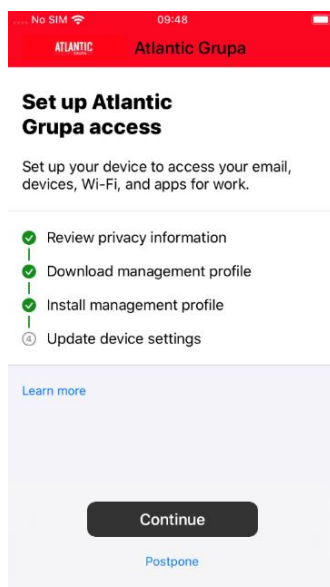 No SIM 09:48
ATLANTIC
GRUPA
Atlantic Grupa
Set up Atlantic
Grupa access
Set up your device to access your email,
devices, Wi-Fi, and apps for work.
Review privacy information
Download management profile
Install management profile
4 Update device settings
Learn more
Continue
Postpone